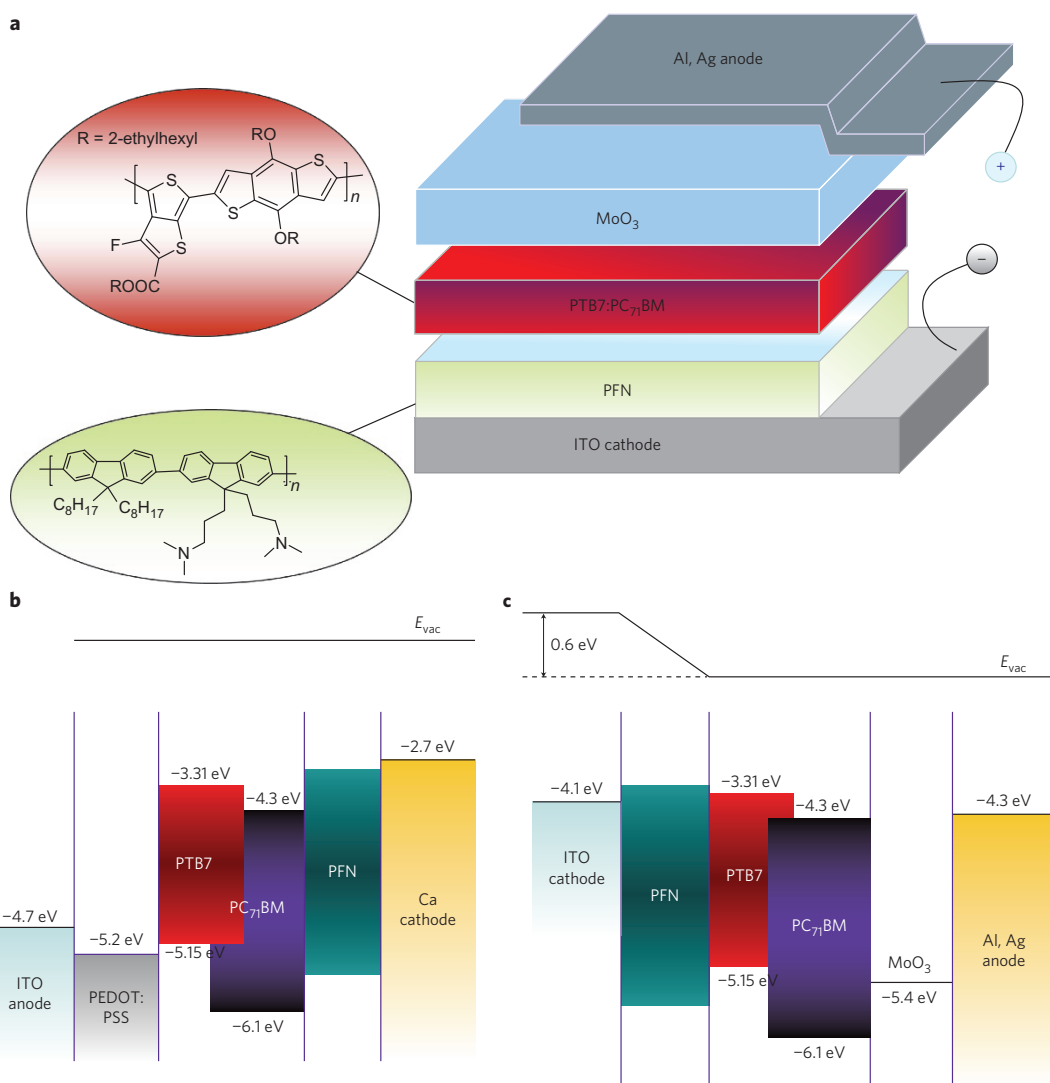 a
Al, Ag anode
R = 2-ethylhexyl
RO
S
S
n
S
F
S
OR
ROOC
+
MoO3
−
PTB7:PC71BM
PFN
ITO cathode
n
C8H17
C8H17
N
N
b
Evac
−2.7 eV
−3.31 eV
−4.3 eV
PTB7
PFN
PC71BM
Ca
cathode
−4.7 eV
−5.2 eV
−5.15 eV
ITO
anode
PEDOT:
PSS
−6.1 eV
c
0.6 eV
Evac
−4.1 eV
−3.31 eV
−4.3 eV
−4.3 eV
ITO
cathode
PFN
PTB7
PC71BM
Al, Ag
anode
MoO3
−5.15 eV
−5.4 eV
−6.1 eV